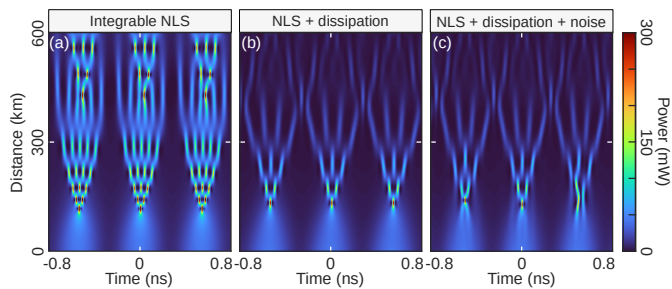 Integrable NLS
NLS + dissipation
NLS + dissipation + noise
(a)
(b)
(c)
600
300
0
Distance (km)
-0.8
0
0.8
-0.8
0
0.8
-0.8
0
0.8
Time (ns)
Time (ns)
Time (ns)
300
150
0
Power (mW)